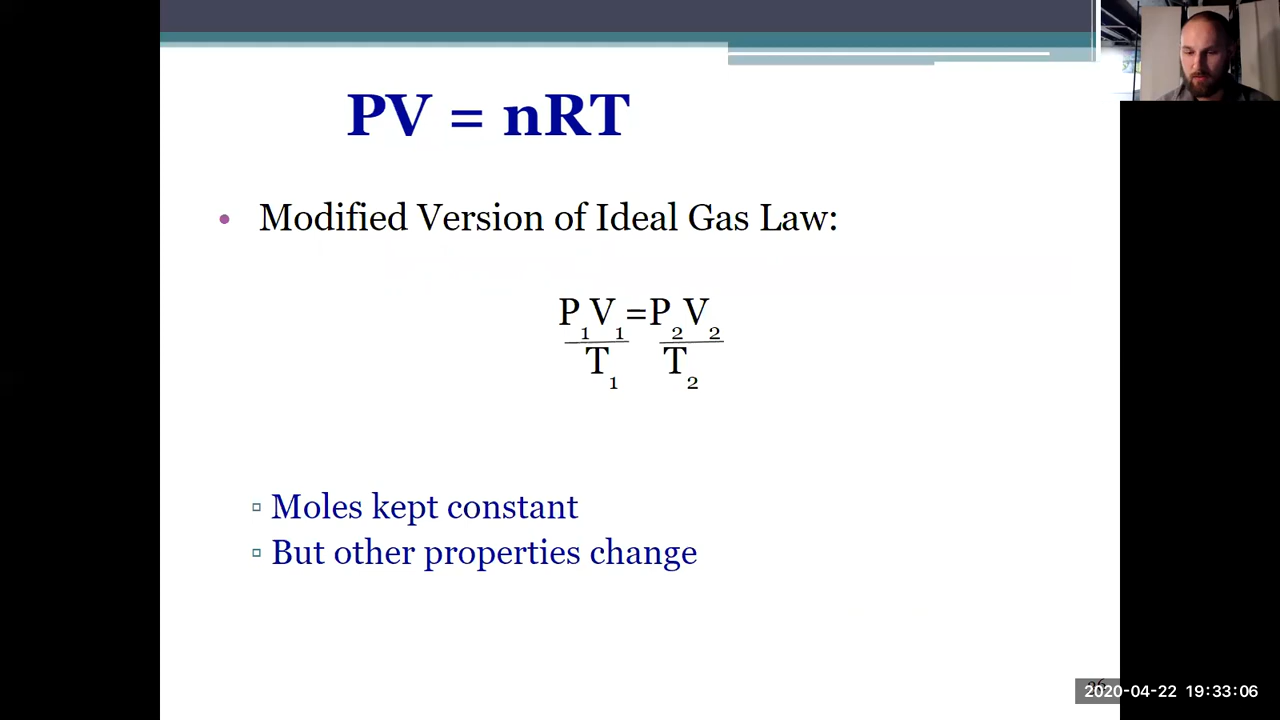 PV = nRT
• Modified Version of Ideal Gas Law:
P₁V₁=P₂V₂
T₁ T₂
▫ Moles kept constant
▫ But other properties change
2020-04-22 19:33:06